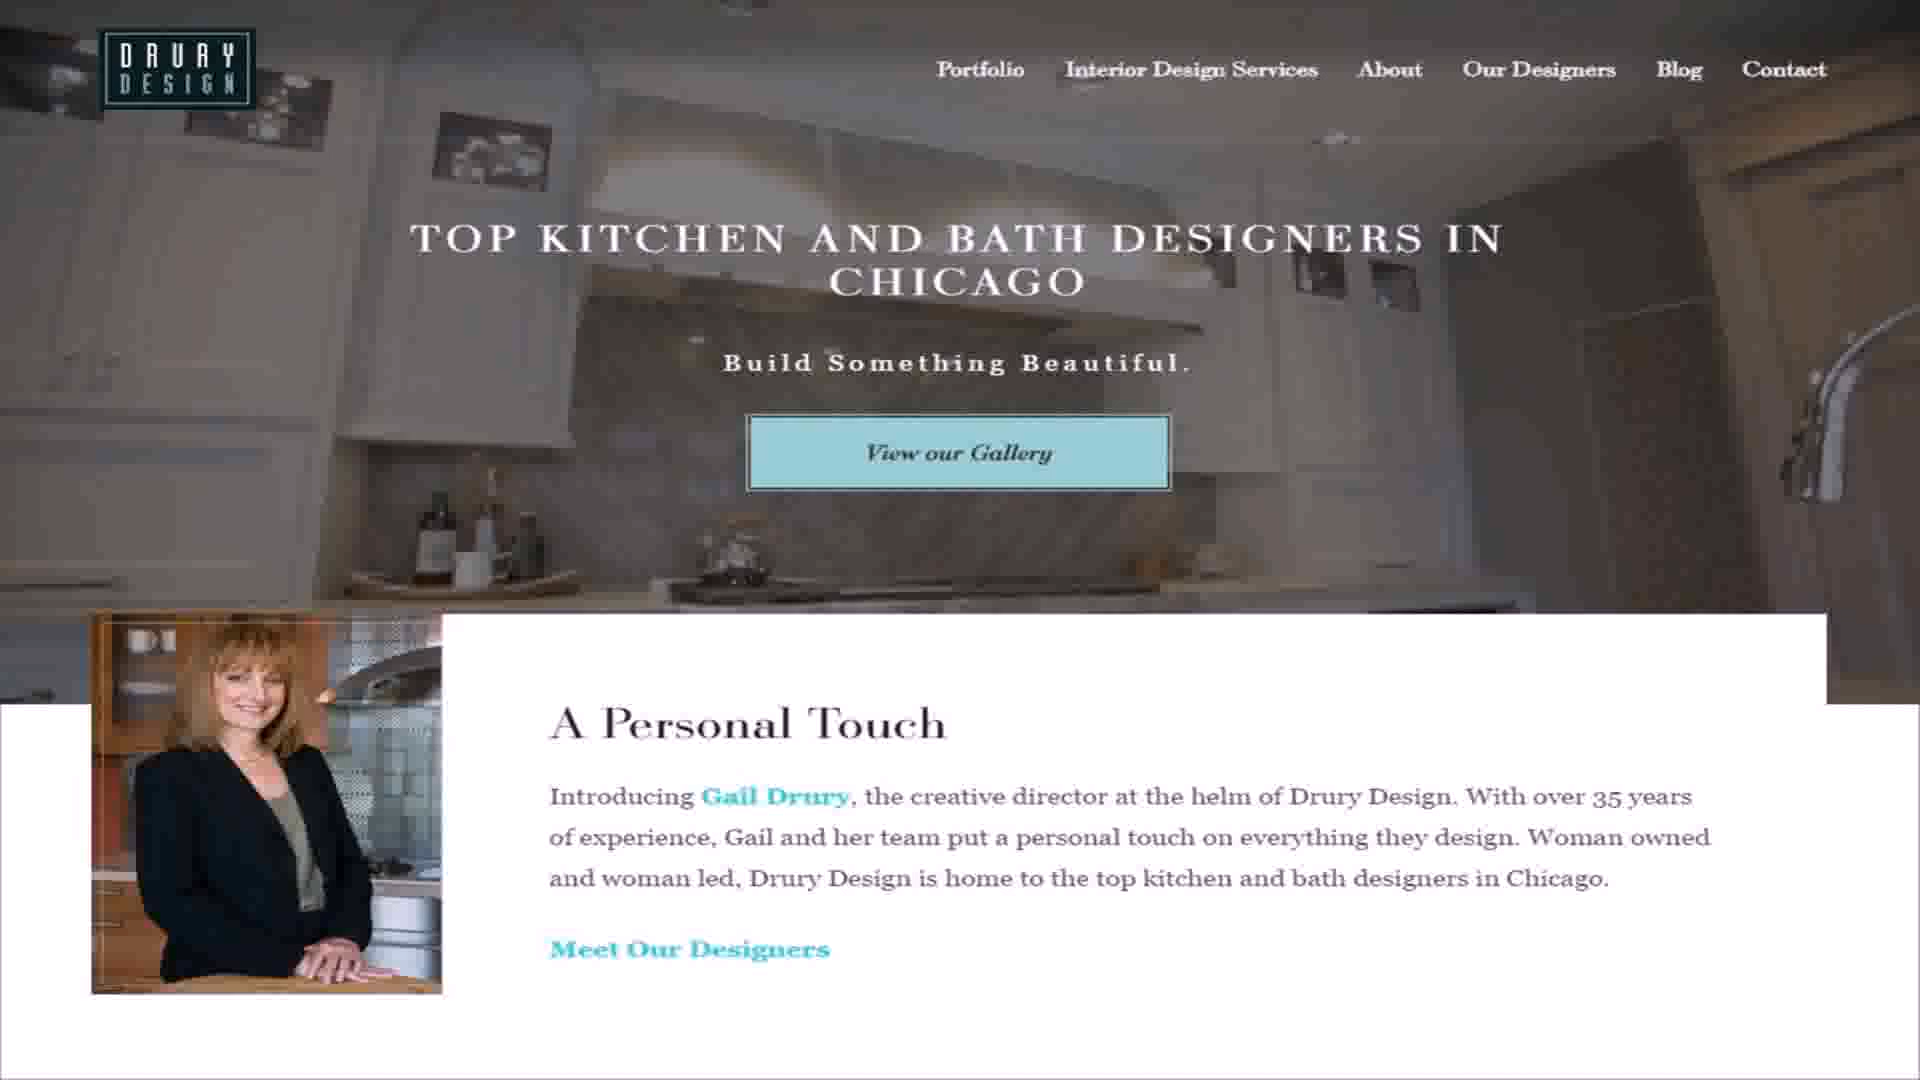 DRURY
DESIGN
Portfolio Interior Design Services About Our Designers Blog Contact
TOP KITCHEN AND BATH DESIGNERS IN
CHICAGO
Build Something Beautiful.
View our Gallery
A Personal Touch
Introducing Gail Drury, the creative director at the helm of Drury Design. With over 35 years
of experience, Gail and her team put a personal touch on everything they design. Woman owned
and woman led, Drury Design is home to the top kitchen and bath designers in Chicago.
Meet Our Designers